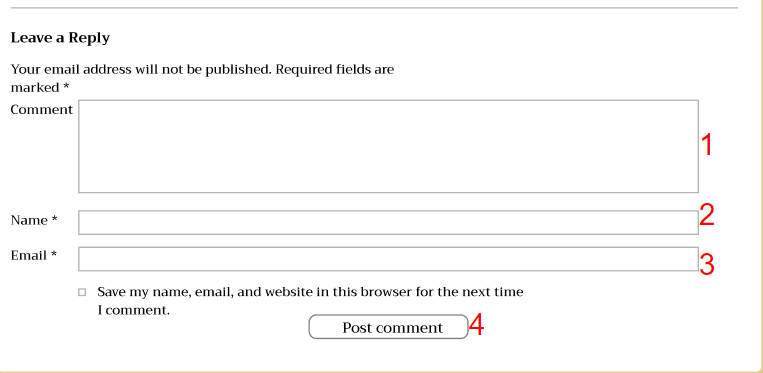 Leave a Reply
Your email address will not be published. Required fields are
marked *
Comment
1
Name *
2
Email *
3
Save my name, email, and website in this browser for the next time
I comment.
Post comment
4